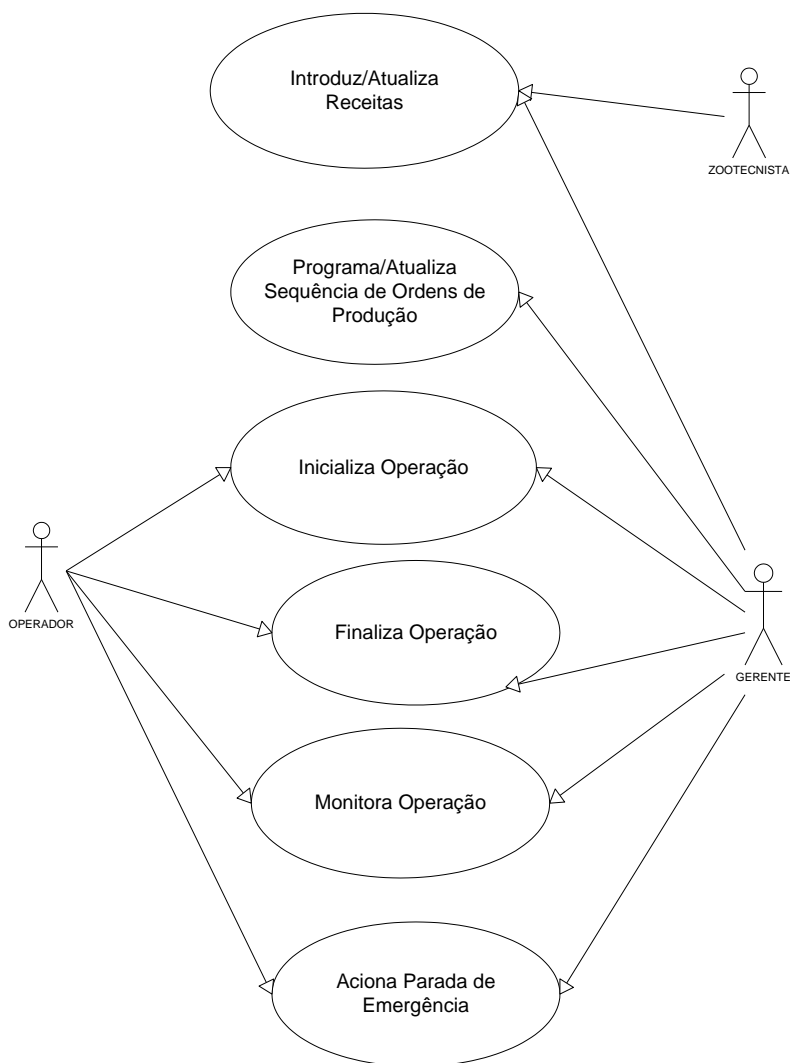 Introduz/Atualiza
Receitas
ZOOTECNISTA
Programa/Atualiza
Sequência de Ordens de
Produção
Inicializa Operação
OPERADOR
Finaliza Operação
GERENTE
Monitora Operação
Aciona Parada de
Emergência